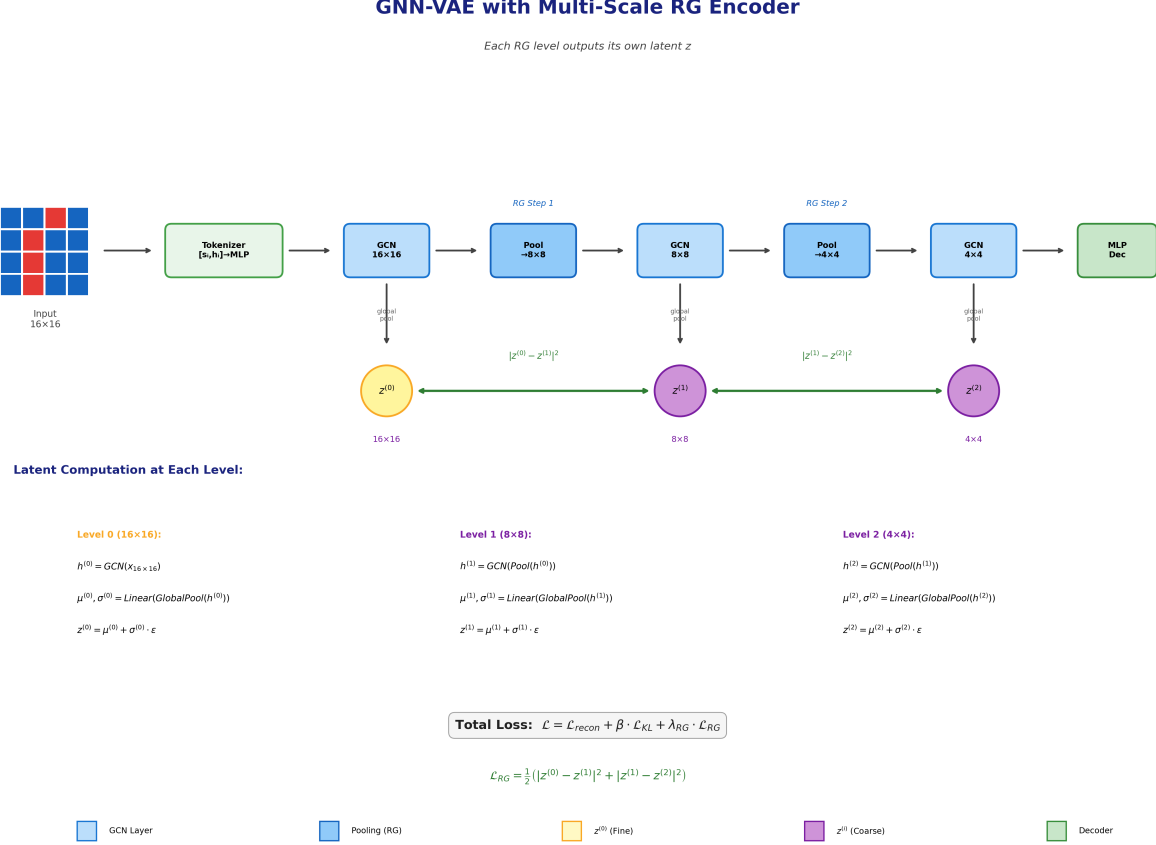 GNN-VAE with Multi-Scale RG Encoder
Each RG level outputs its own latent z
RG Step 1
RG Step 2
Tokenizer
[sᵢ,hᵢ]→MLP
GCN
16×16
Pool
→8×8
GCN
8×8
Pool
→4×4
GCN
4×4
MLP
Dec
Input
16×16
global
pool
global
pool
global
pool
|z⁽⁰⁾ − z⁽¹⁾|²
|z⁽¹⁾ − z⁽²⁾|²
z⁽⁰⁾
z⁽¹⁾
z⁽²⁾
16×16
8×8
4×4
Latent Computation at Each Level:
Level 0 (16×16):
h⁽⁰⁾ = GCN(x₁₆ₓ₁₆)
μ⁽⁰⁾, σ⁽⁰⁾ = Linear(GlobalPool(h⁽⁰⁾))
z⁽⁰⁾ = μ⁽⁰⁾ + σ⁽⁰⁾ · ε
Level 1 (8×8):
h⁽¹⁾ = GCN(Pool(h⁽⁰⁾))
μ⁽¹⁾, σ⁽¹⁾ = Linear(GlobalPool(h⁽¹⁾))
z⁽¹⁾ = μ⁽¹⁾ + σ⁽¹⁾ · ε
Level 2 (4×4):
h⁽²⁾ = GCN(Pool(h⁽¹⁾))
μ⁽²⁾, σ⁽²⁾ = Linear(GlobalPool(h⁽²⁾))
z⁽²⁾ = μ⁽²⁾ + σ⁽²⁾ · ε
Total Loss: ℒ = ℒ_recon + β · ℒ_KL + λ_RG · ℒ_RG
ℒ_RG = ½(|z⁽⁰⁾ − z⁽¹⁾|² + |z⁽¹⁾ − z⁽²⁾|²)
GCN Layer
Pooling (RG)
z⁽⁰⁾ (Fine)
z⁽ˡ⁾ (Coarse)
Decoder